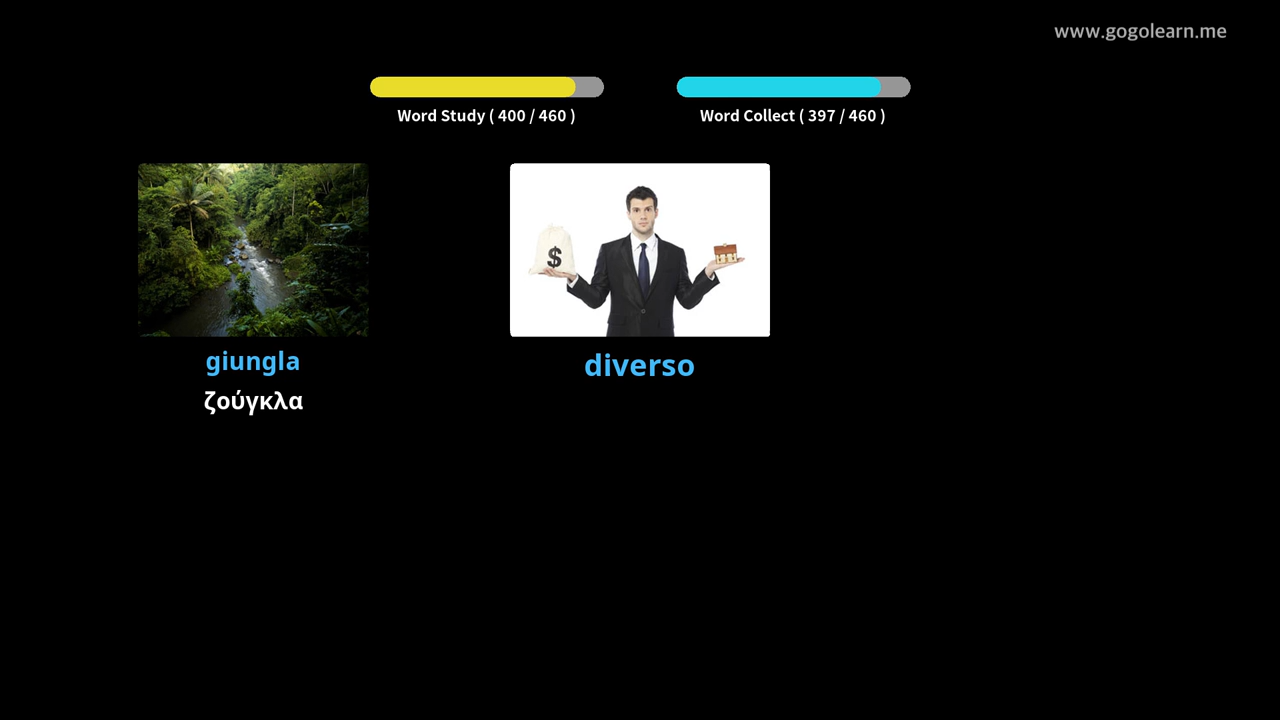 www.gogolearn.me
Word Study ( 400 / 460 )
Word Collect ( 397 / 460 )
$
giungla
ζούγκλα
diverso